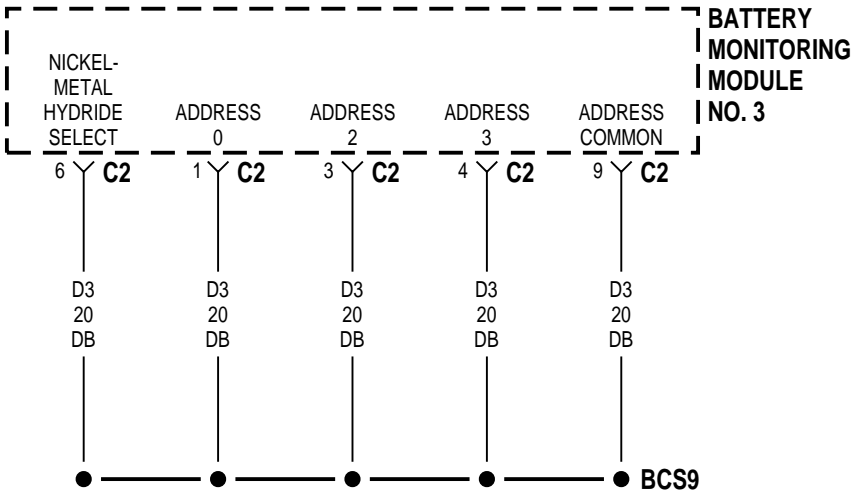 BATTERY
MONITORING
MODULE
NO. 3
NICKEL-
METAL
HYDRIDE
SELECT
ADDRESS
0
ADDRESS
2
ADDRESS
3
ADDRESS
COMMON
6 C2
1 C2
3 C2
4 C2
9 C2
D3
20
DB
D3
20
DB
D3
20
DB
D3
20
DB
D3
20
DB
BCS9